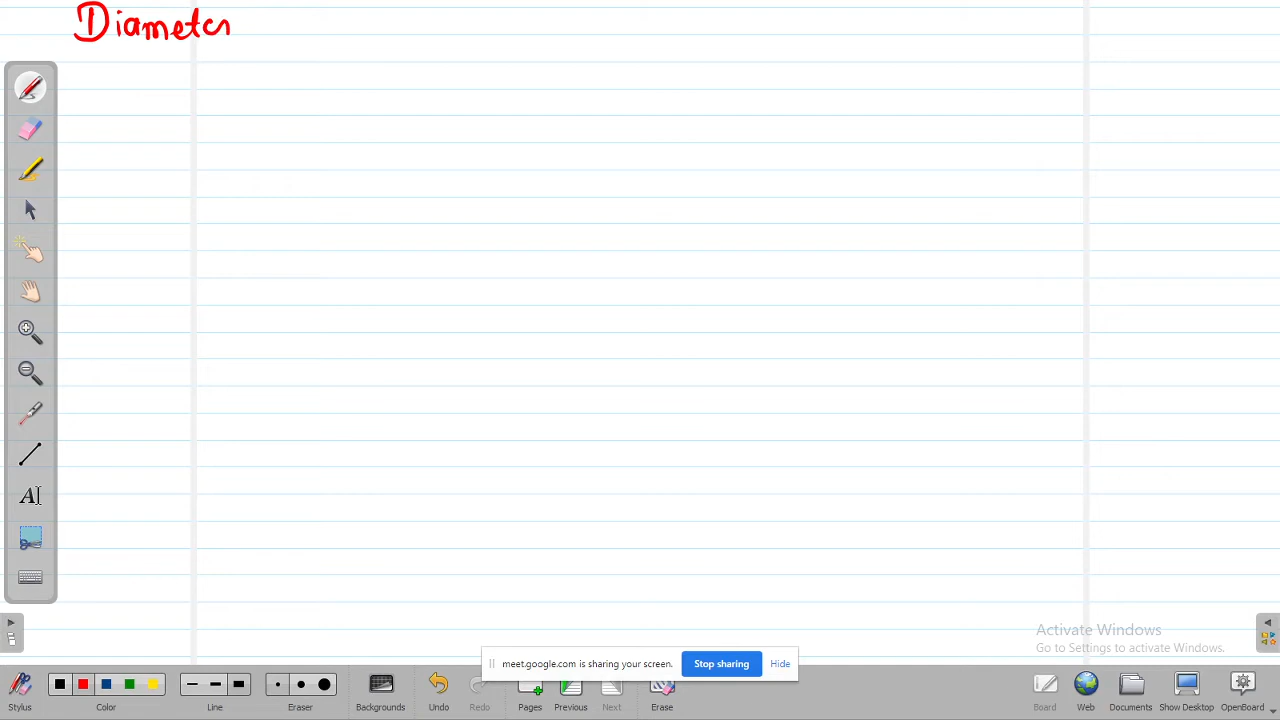 Diameter
A
Activate Windows
Go to Settings to activate Windows.
meet.google.com is sharing your screen.
Stop sharing
Hide
Stylus
Color
Line
Eraser
Backgrounds
Undo
Redo
Pages
Previous
Next
Erase
Board
Web
Documents
Show Desktop
OpenBoard